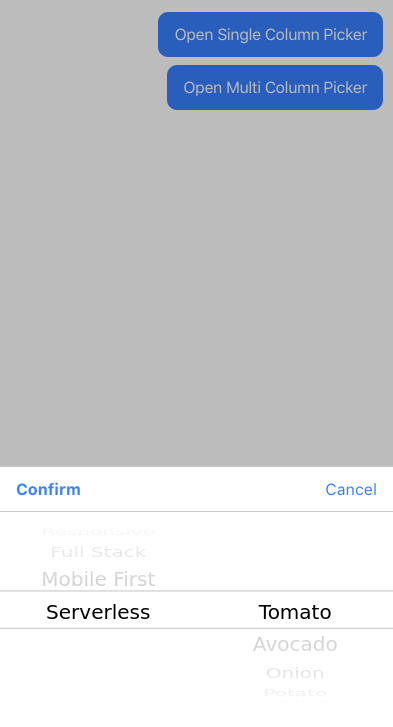 Open Single Column Picker
Open Multi Column Picker
Confirm
Cancel
Responsive
Full Stack
Mobile First
Serverless
Tomato
Avocado
Onion
Potato